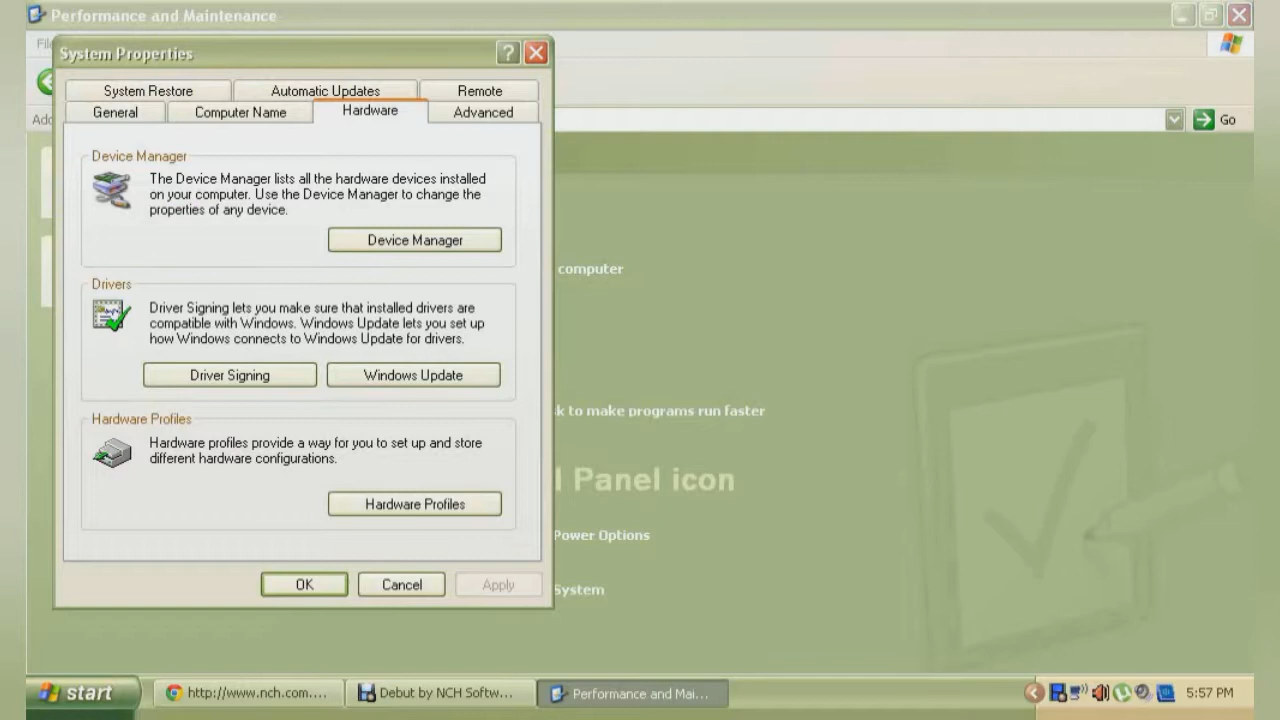 Performance and Maintenance
System Properties
System Restore
Automatic Updates
Remote
General
Computer Name
Hardware
Advanced
Go
Device Manager
The Device Manager lists all the hardware devices installed
on your computer. Use the Device Manager to change the
properties of any device.
Device Manager
computer
Drivers
Driver Signing lets you make sure that installed drivers are
compatible with Windows. Windows Update lets you set up
how Windows connects to Windows Update for drivers.
Driver Signing
Windows Update
to make programs run faster
Hardware Profiles
Hardware profiles provide a way for you to set up and store
different hardware configurations.
Panel icon
Hardware Profiles
Power Options
OK
Cancel
Apply
System
start
http://www.nch.com....
Debut by NCH Softw...
Performance and Mai...
5:57 PM